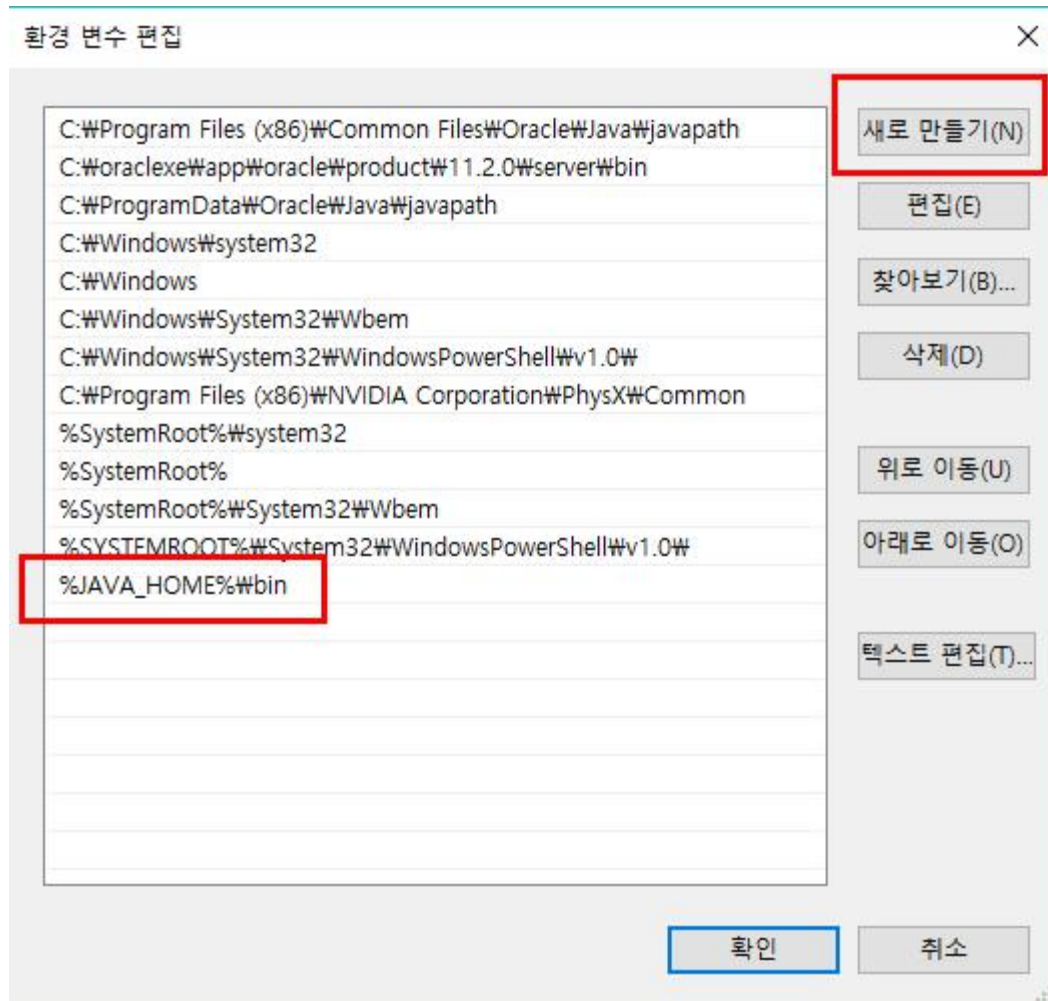 환경 변수 편집
C:₩Program Files (x86)₩Common Files₩Oracle₩Java₩javapath
C:₩oraclexe₩app₩oracle₩product₩11.2.0₩server₩bin
C:₩ProgramData₩Oracle₩Java₩javapath
C:₩Windows₩system32
C:₩Windows
C:₩Windows₩System32₩Wbem
C:₩Windows₩System32₩WindowsPowerShell₩v1.0₩
C:₩Program Files (x86)₩NVIDIA Corporation₩PhysX₩Common
%SystemRoot%₩system32
%SystemRoot%
%SystemRoot%₩System32₩Wbem
%SYSTEMROOT%₩System32₩WindowsPowerShell₩v1.0₩
%JAVA_HOME%₩bin
새로 만들기(N)
편집(E)
찾아보기(B)...
삭제(D)
위로 이동(U)
아래로 이동(O)
텍스트 편집(T)...
확인
취소